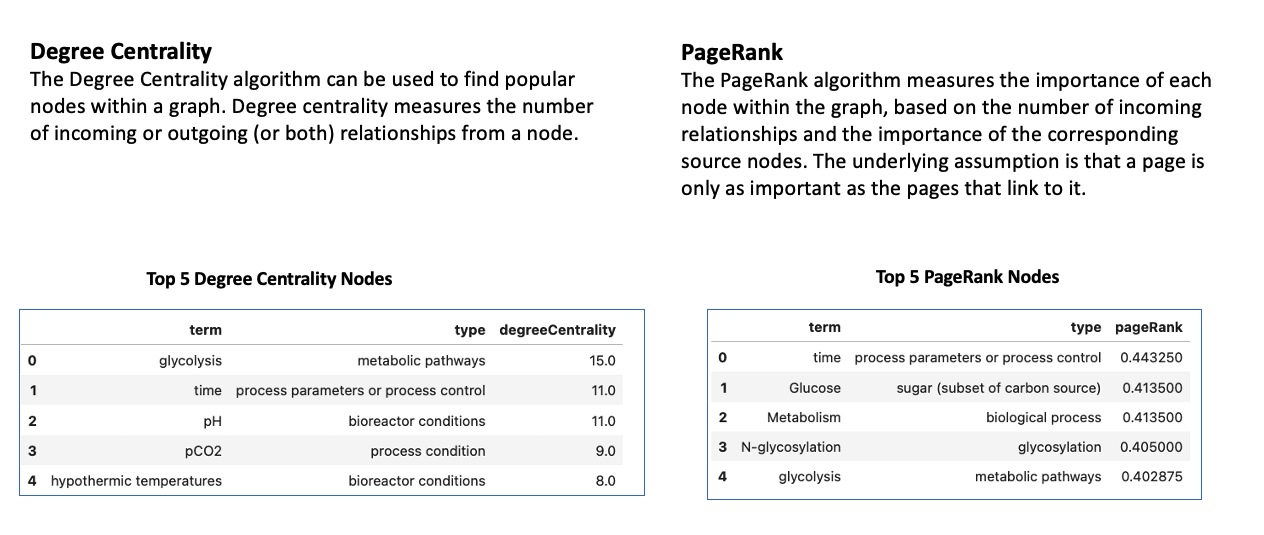 Degree Centrality
The Degree Centrality algorithm can be used to find popular
nodes within a graph. Degree centrality measures the number
of incoming or outgoing (or both) relationships from a node.
PageRank
The PageRank algorithm measures the importance of each
node within the graph, based on the number of incoming
relationships and the importance of the corresponding
source nodes. The underlying assumption is that a page is
only as important as the pages that link to it.
Top 5 Degree Centrality Nodes
term type degreeCentrality
0 glycolysis metabolic pathways 15.0
1 time process parameters or process control 11.0
2 pH bioreactor conditions 11.0
3 pCO2 process condition 9.0
4 hypothermic temperatures bioreactor conditions 8.0
Top 5 PageRank Nodes
term type pageRank
0 time process parameters or process control 0.443250
1 Glucose sugar (subset of carbon source) 0.413500
2 Metabolism biological process 0.413500
3 N-glycosylation glycosylation 0.405000
4 glycolysis metabolic pathways 0.402875